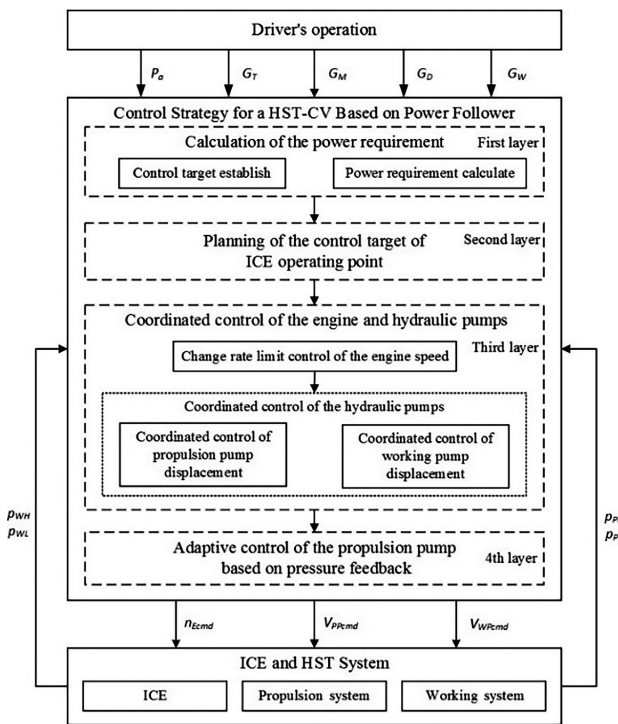 Driver's operation
Pa GT GM GD GW
Control Strategy for a HST-CV Based on Power Follower
Calculation of the power requirement
First layer
Control target establish
Power requirement calculate
Planning of the control target of
ICE operating point
Second layer
Coordinated control of the engine and hydraulic pumps
Change rate limit control of the engine speed
Third layer
Coordinated control of the hydraulic pumps
Coordinated control of
propulsion pump
displacement
Coordinated control of
working pump
displacement
pWH
pWL
Adaptive control of the propulsion pump
based on pressure feedback
4th layer
nEcmd VPPcmd VWPcmd
ICE and HST System
ICE
Propulsion system
Working system